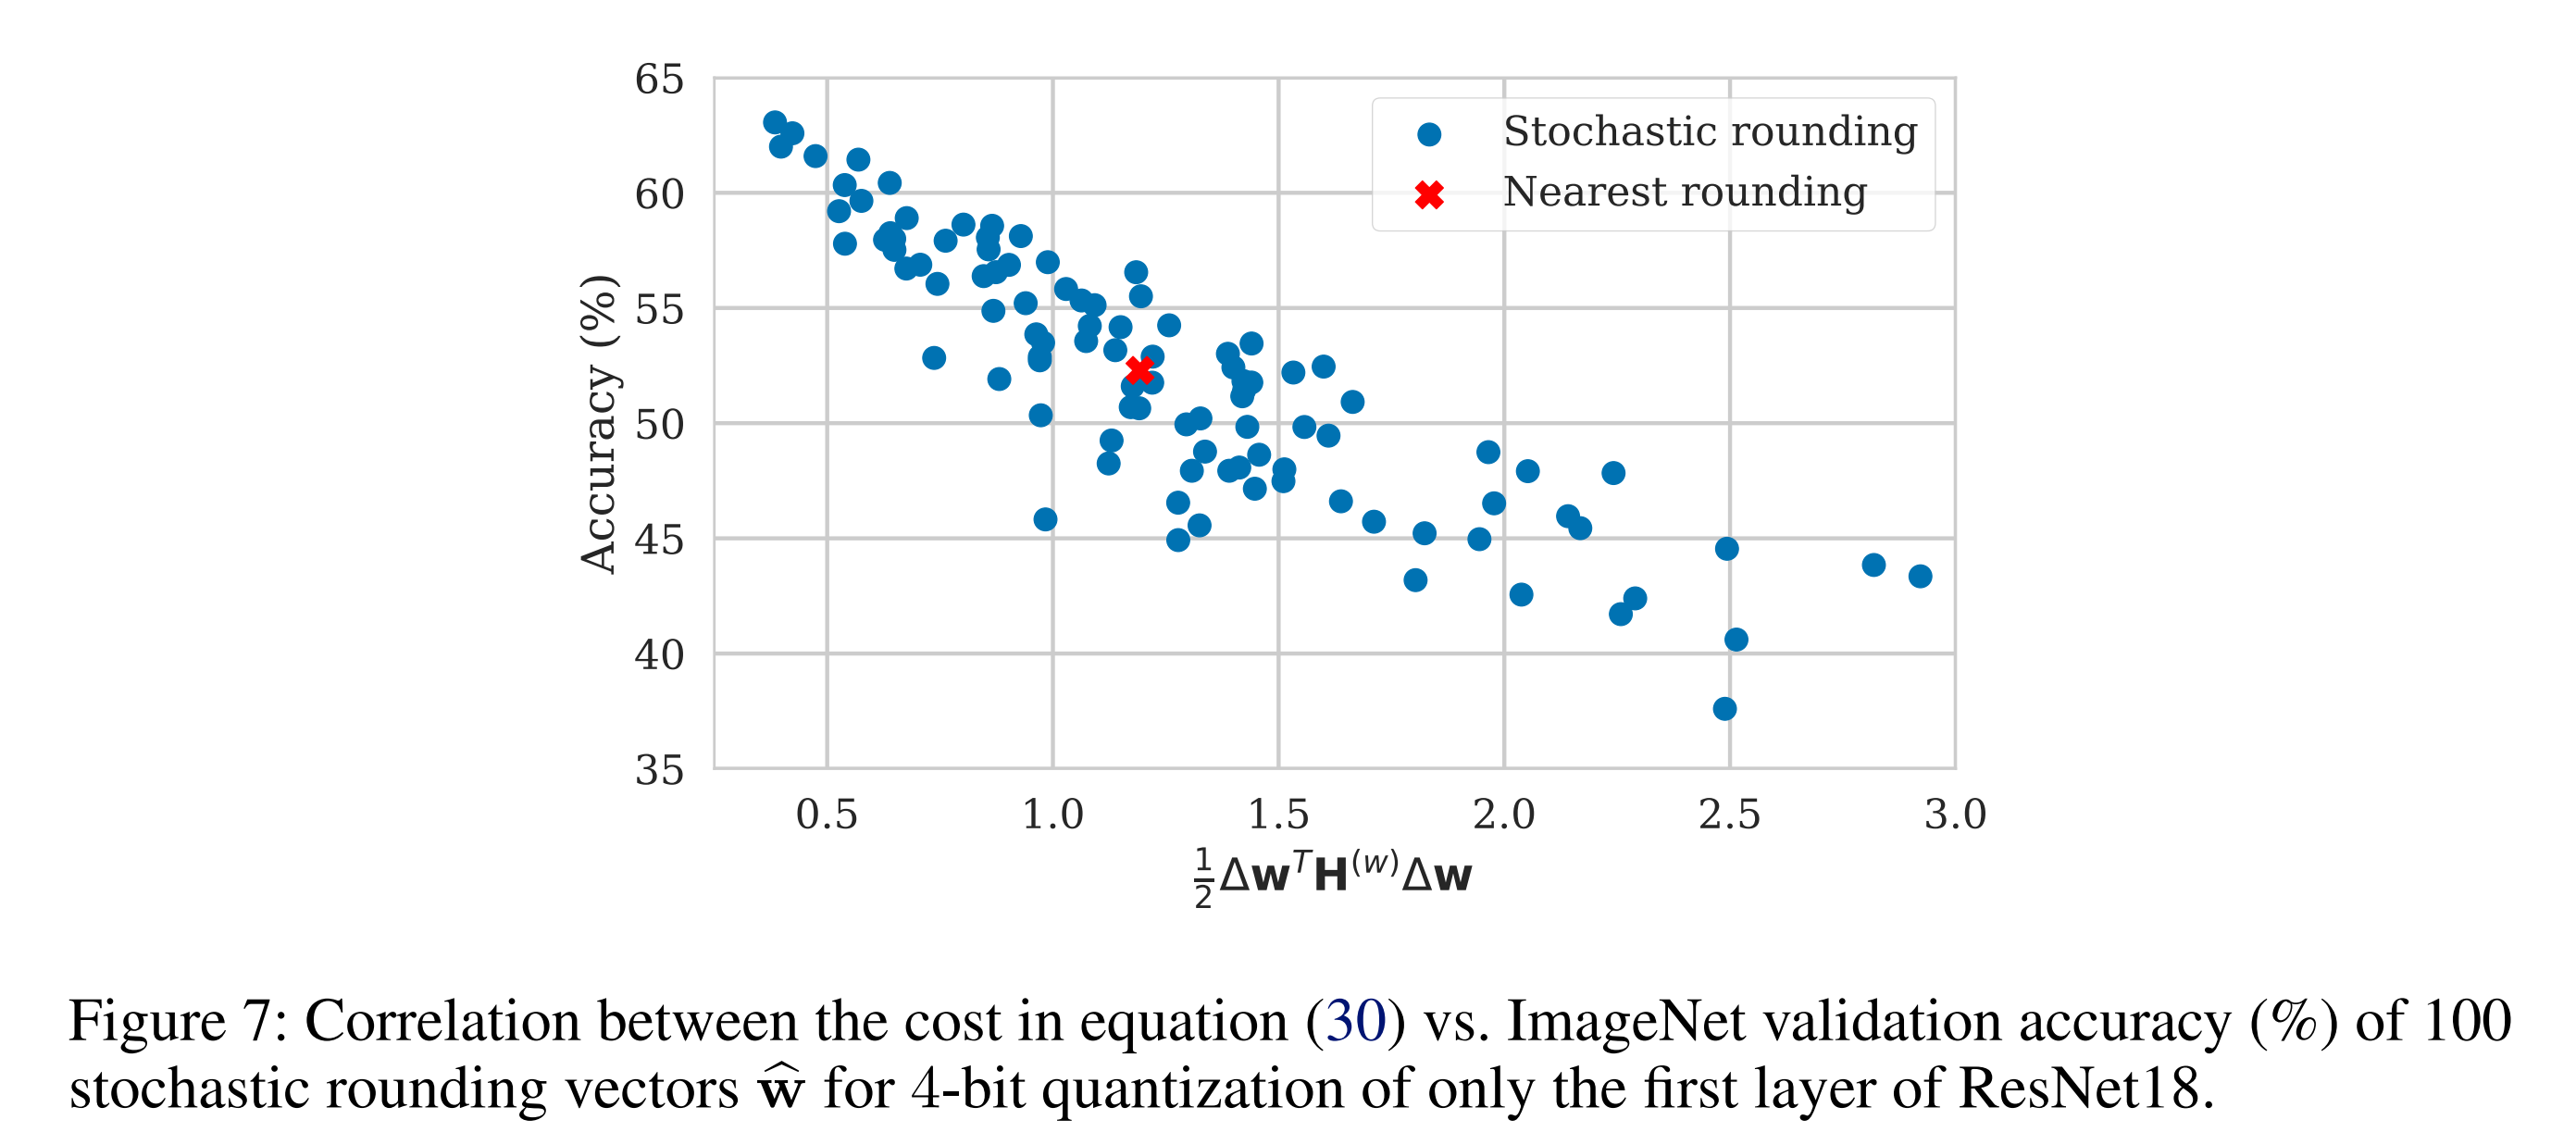 65
60
55
50
45
40
35
Accuracy (%)
Stochastic rounding
Nearest rounding
0.5 1.0 1.5 2.0 2.5 3.0
½Δw^T H^(w) Δw
Figure 7: Correlation between the cost in equation (30) vs. ImageNet validation accuracy (%) of 100
stochastic rounding vectors ŵ for 4-bit quantization of only the first layer of ResNet18.